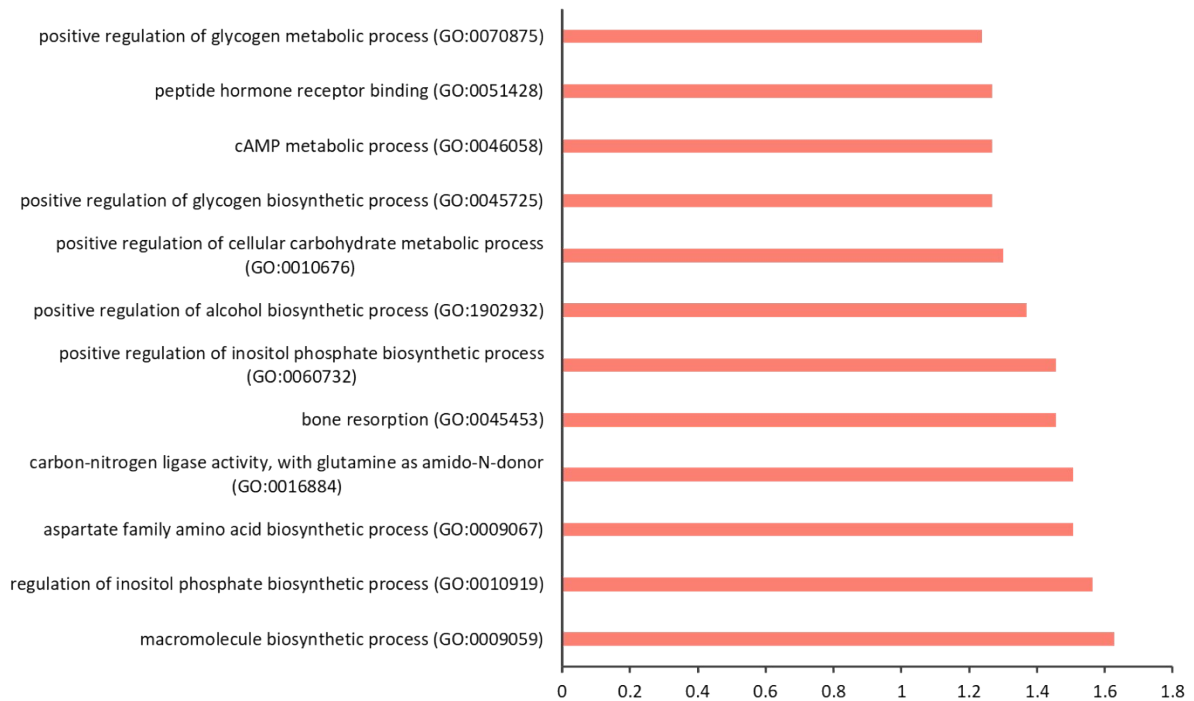 positive regulation of glycogen metabolic process (GO:0070875)
peptide hormone receptor binding (GO:0051428)
cAMP metabolic process (GO:0046058)
positive regulation of glycogen biosynthetic process (GO:0045725)
positive regulation of cellular carbohydrate metabolic process
(GO:0010676)
positive regulation of alcohol biosynthetic process (GO:1902932)
positive regulation of inositol phosphate biosynthetic process
(GO:0060732)
bone resorption (GO:0045453)
carbon-nitrogen ligase activity, with glutamine as amido-N-donor
(GO:0016884)
aspartate family amino acid biosynthetic process (GO:0009067)
regulation of inositol phosphate biosynthetic process (GO:0010919)
macromolecule biosynthetic process (GO:0009059)
0 0.2 0.4 0.6 0.8 1 1.2 1.4 1.6 1.8